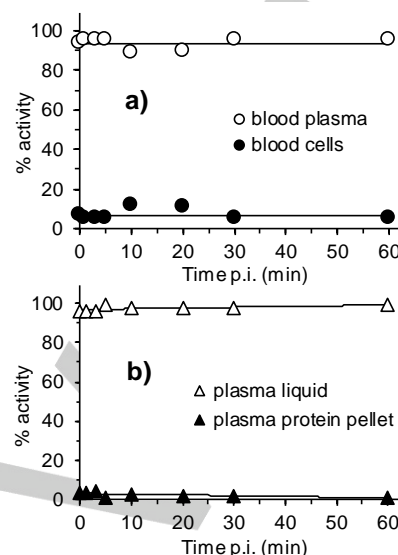 100
80
60
40
20
0
% activity
a)
blood plasma
blood cells
0 10 20 30 40 50 60
Time p.i. (min)
100
80
60
40
20
0
% activity
b)
plasma liquid
plasma protein pellet
0 10 20 30 40 50 60
Time p.i. (min)